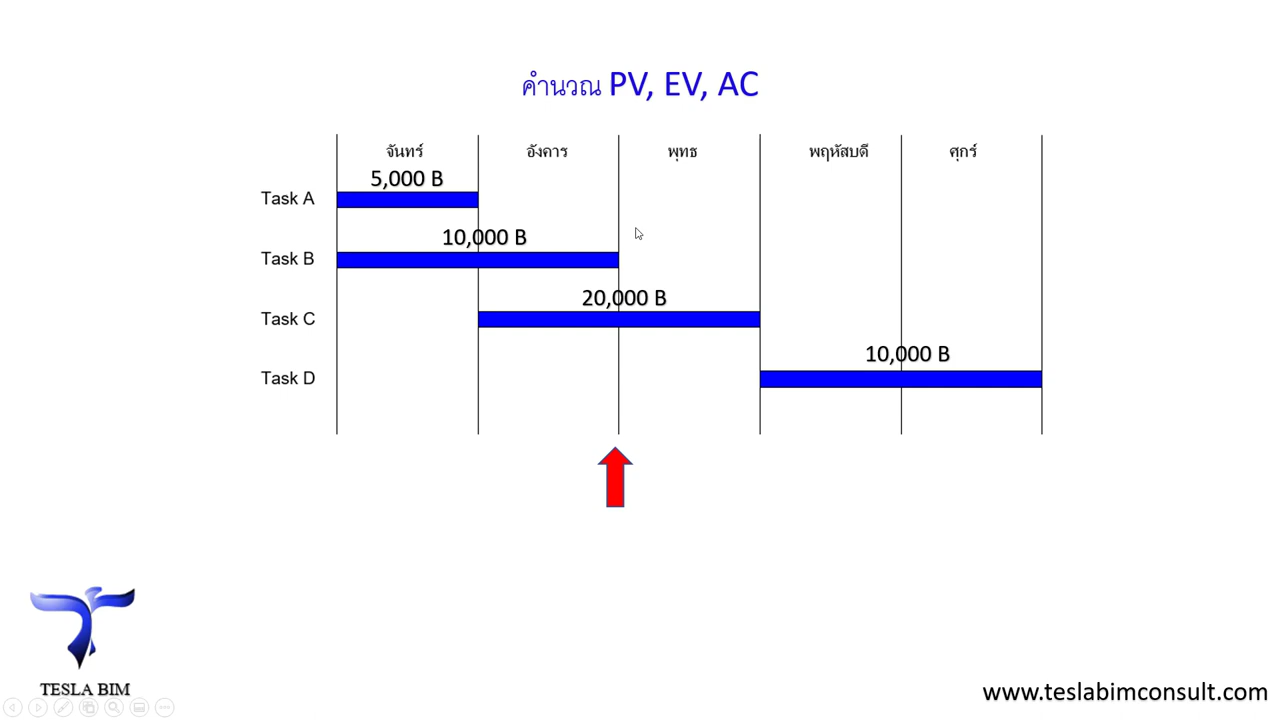 คำนวณ PV, EV, AC
จันทร์ อังคาร พุทธ พฤหัสบดี ศุกร์
5,000 B
Task A
10,000 B
Task B
20,000 B
Task C
10,000 B
Task D
TESLA BIM
www.teslabimconsult.com